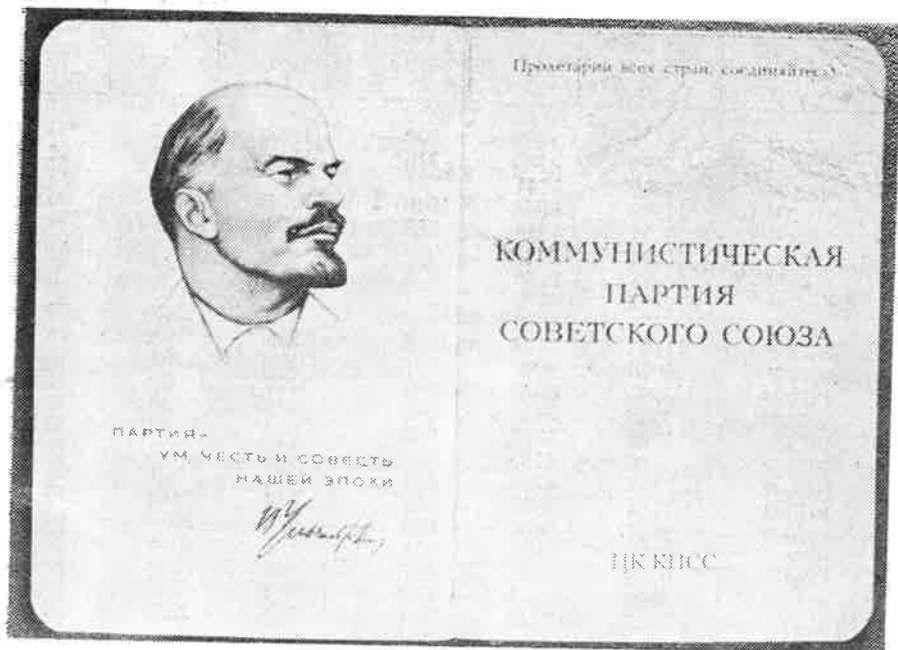 ПАРТИЯ-
УМ, ЧЕСТЬ И СОВЕСТЬ
НАШЕЙ ЭПОХИ
Пролетарии всех стран, соединяйтесь!
КОММУНИСТИЧЕСКАЯ
ПАРТИЯ
СОВЕТСКОГО СОЮЗА
ЦК КПСС